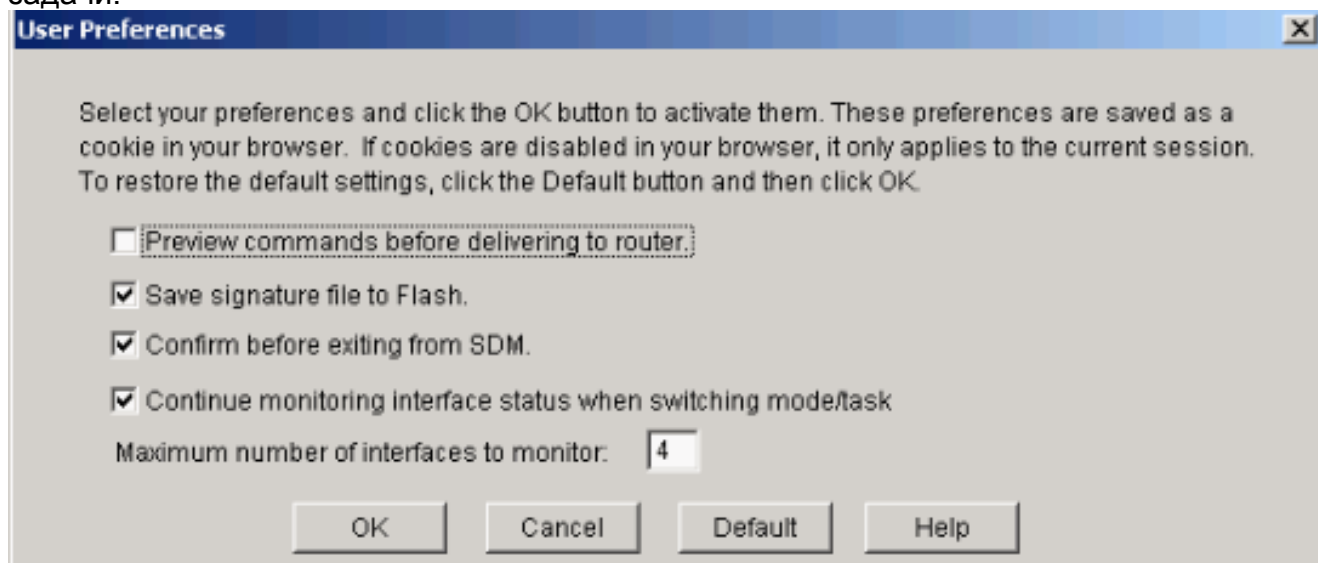 задачи.
User Preferences
Select your preferences and click the OK button to activate them. These preferences are saved as a
cookie in your browser. If cookies are disabled in your browser, it only applies to the current session.
To restore the default settings, click the Default button and then click OK.
Preview commands before delivering to router.
Save signature file to Flash.
Confirm before exiting from SDM.
Continue monitoring interface status when switching mode/task
Maximum number of interfaces to monitor: 4
OK Cancel Default Help